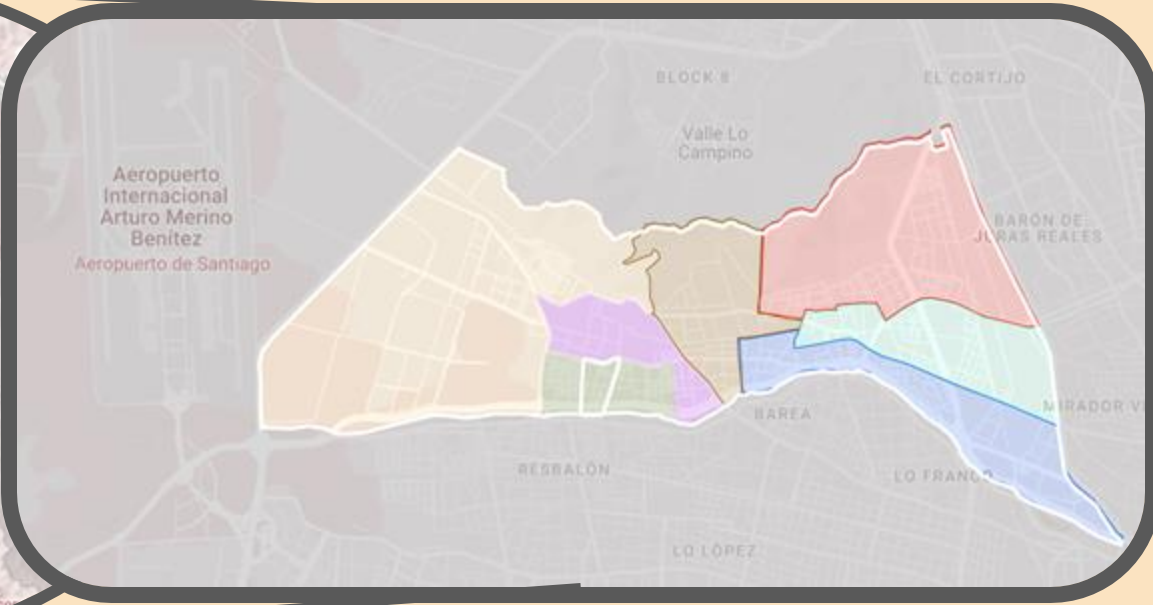 BLOCK 8
EL CORTIJO
Valle Lo
Campino
Aeropuerto
Internacional
Arturo Merino
Benítez
Aeropuerto de Santiago
BARÓN DE
JURAS REALES
BAREA
MIRADOR
RESBALÓN
LO FRANCO
LO LÓPEZ